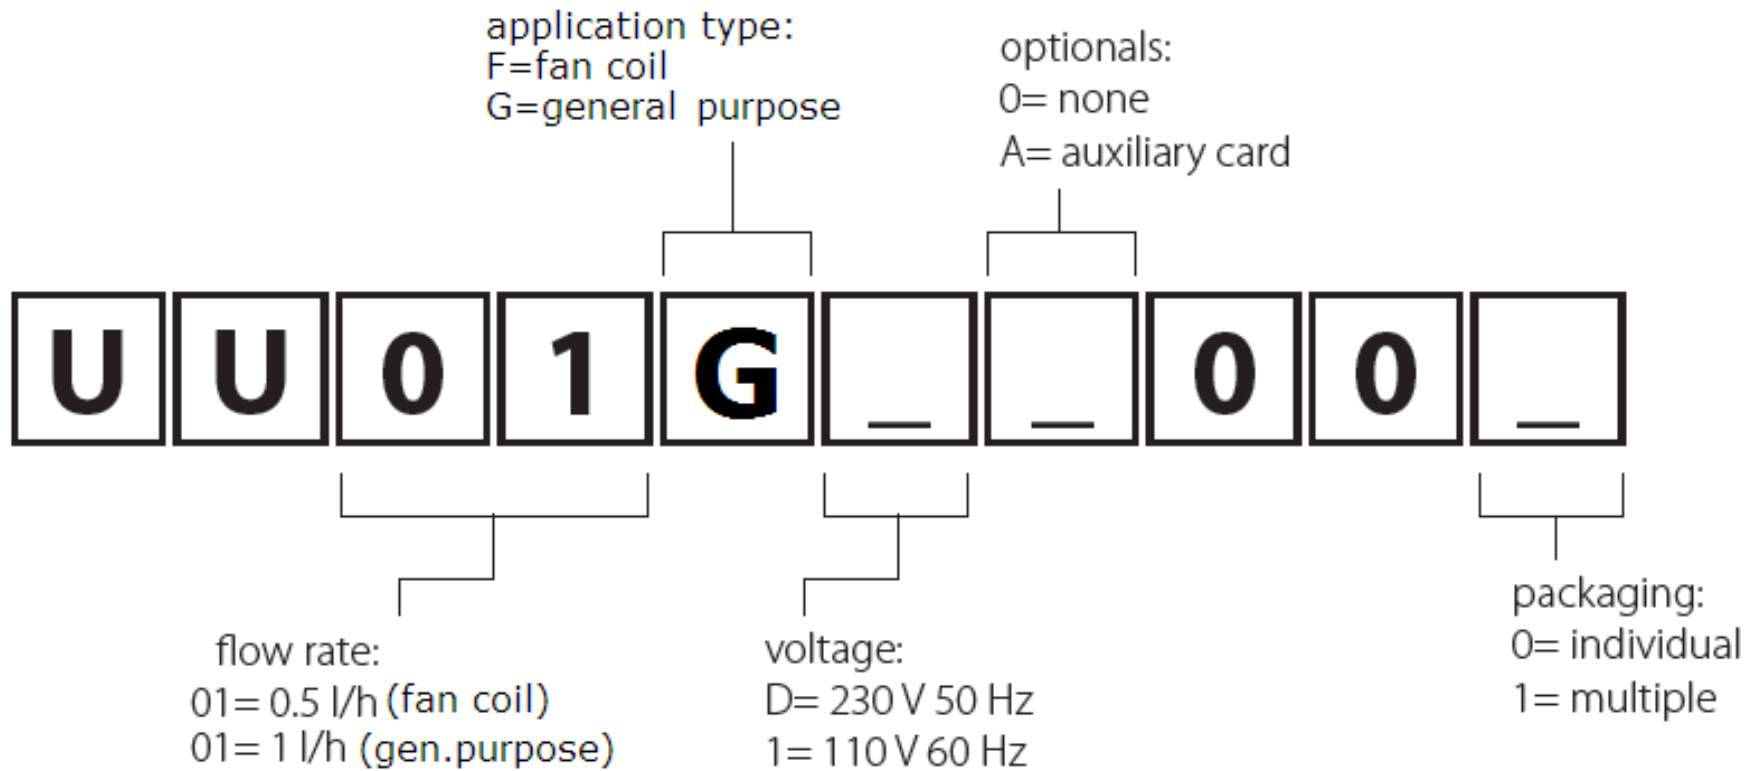 application type:
F=fan coil
G=general purpose
optionals:
0= none
A= auxiliary card
U U 0 1 G _ _ 0 0 _
flow rate:
01= 0.5 l/h (fan coil)
01= 1 l/h (gen.purpose)
voltage:
D= 230 V 50 Hz
1= 110 V 60 Hz
packaging:
0= individual
1= multiple